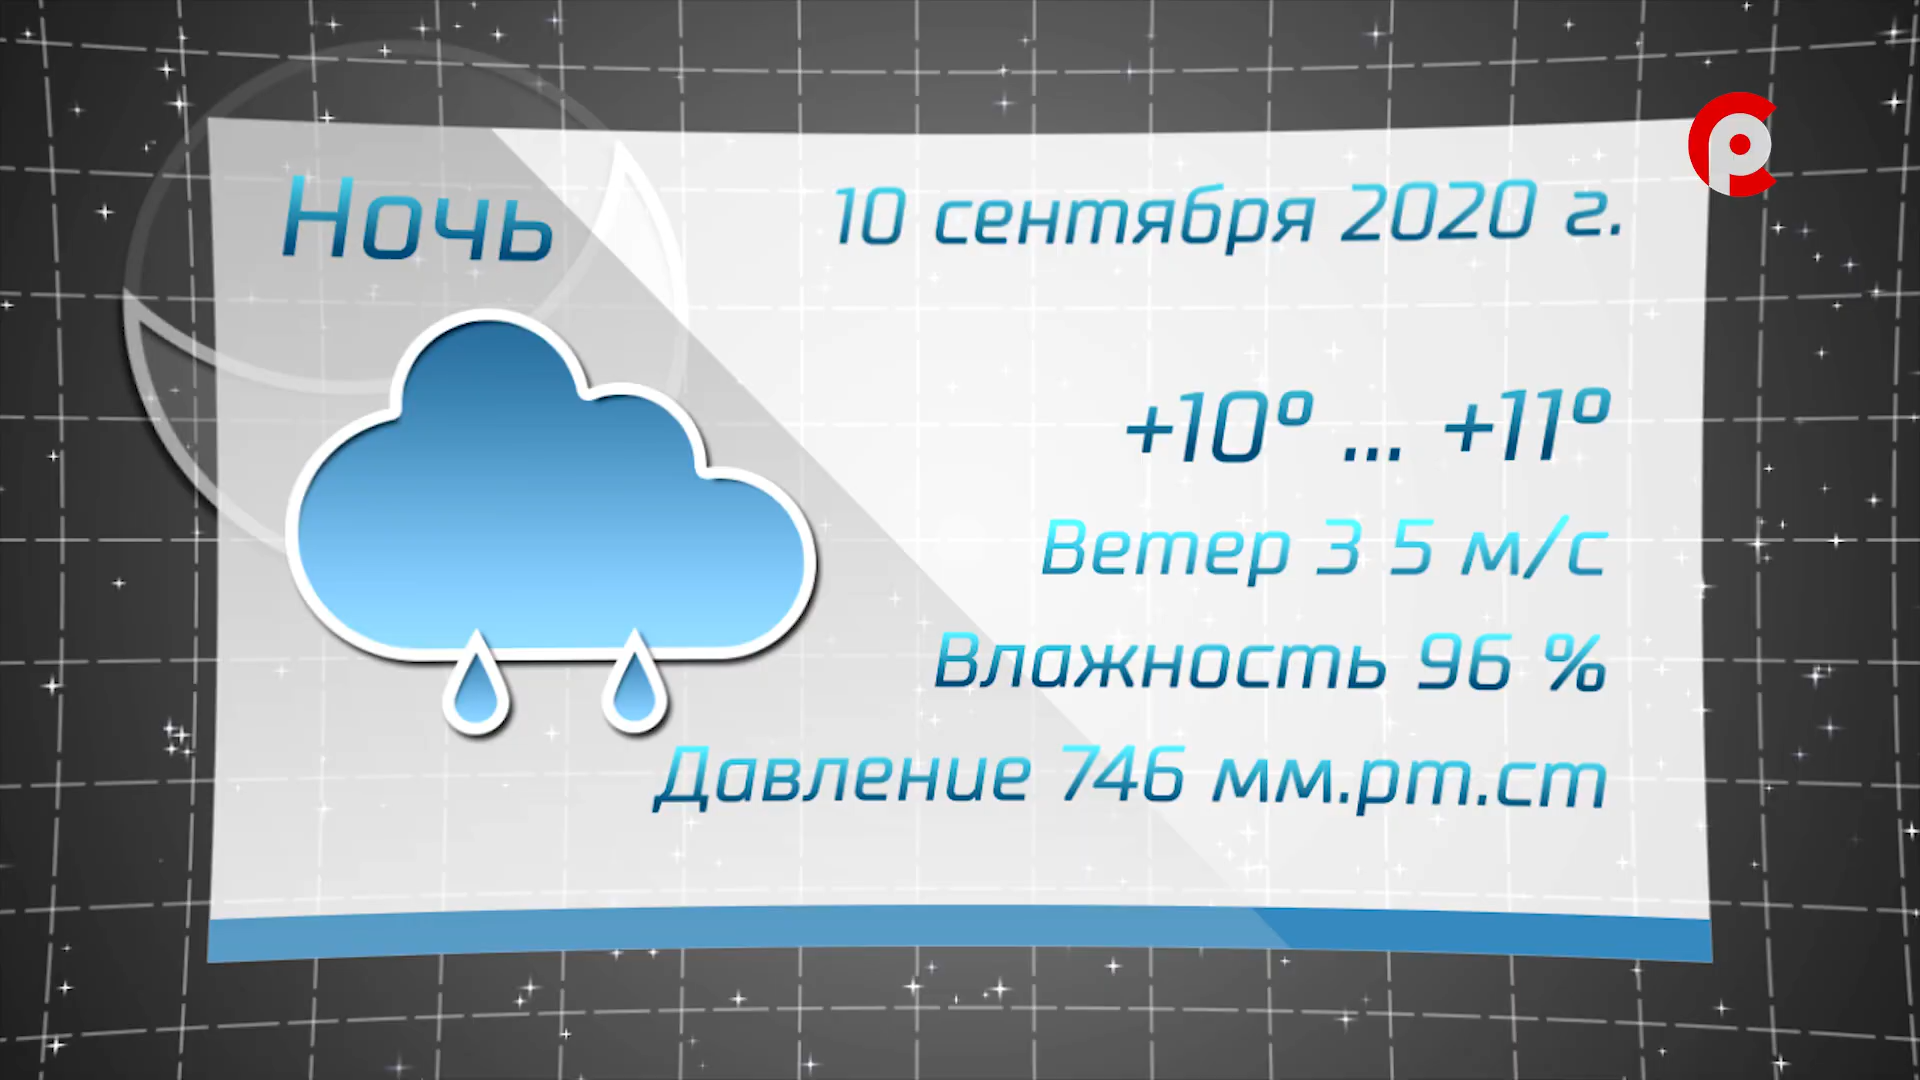 Ночь
10 сентября 2020 г.
+10° ... +11°
Ветер 3 5 м/с
Влажность 96 %
Давление 746 мм.рт.ст